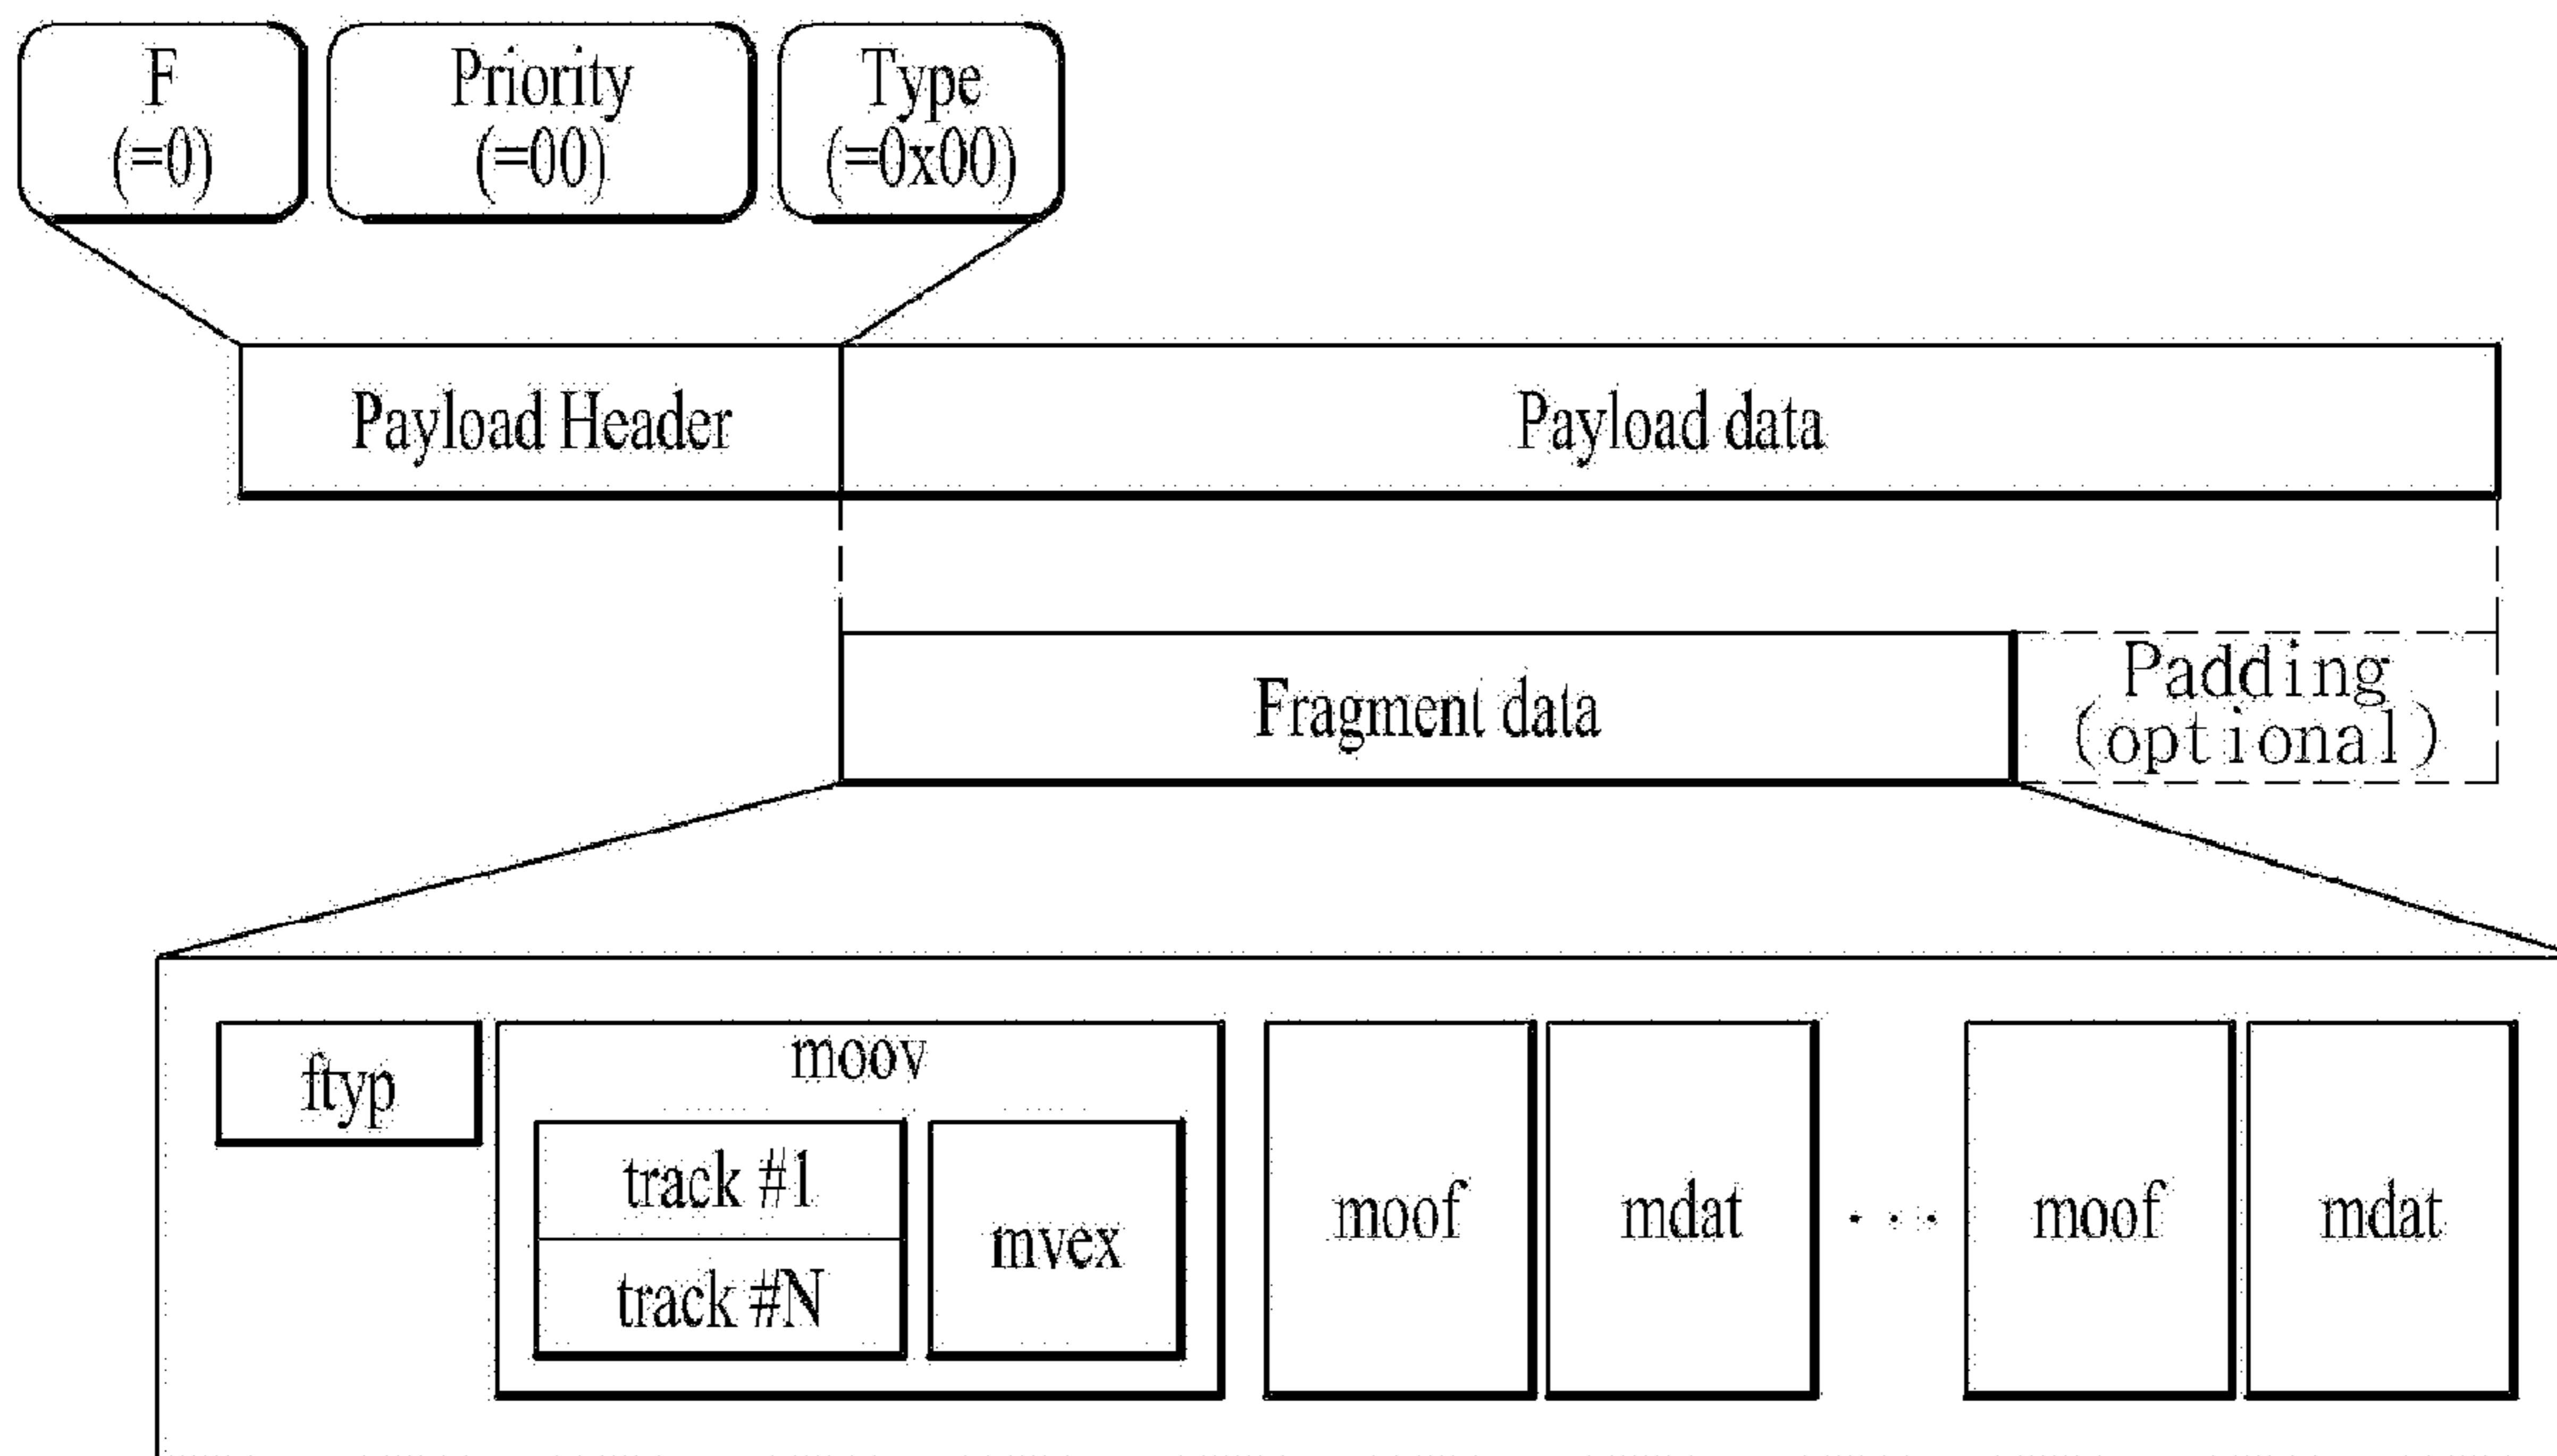 F
(=0)
Priority
(=00)
Type
(=0x00)
Payload Header
Payload data
Fragment data
Padding
(optional)
ftyp
moov
track #1
track #N
mvex
moof
mdat
. . .
moof
mdat